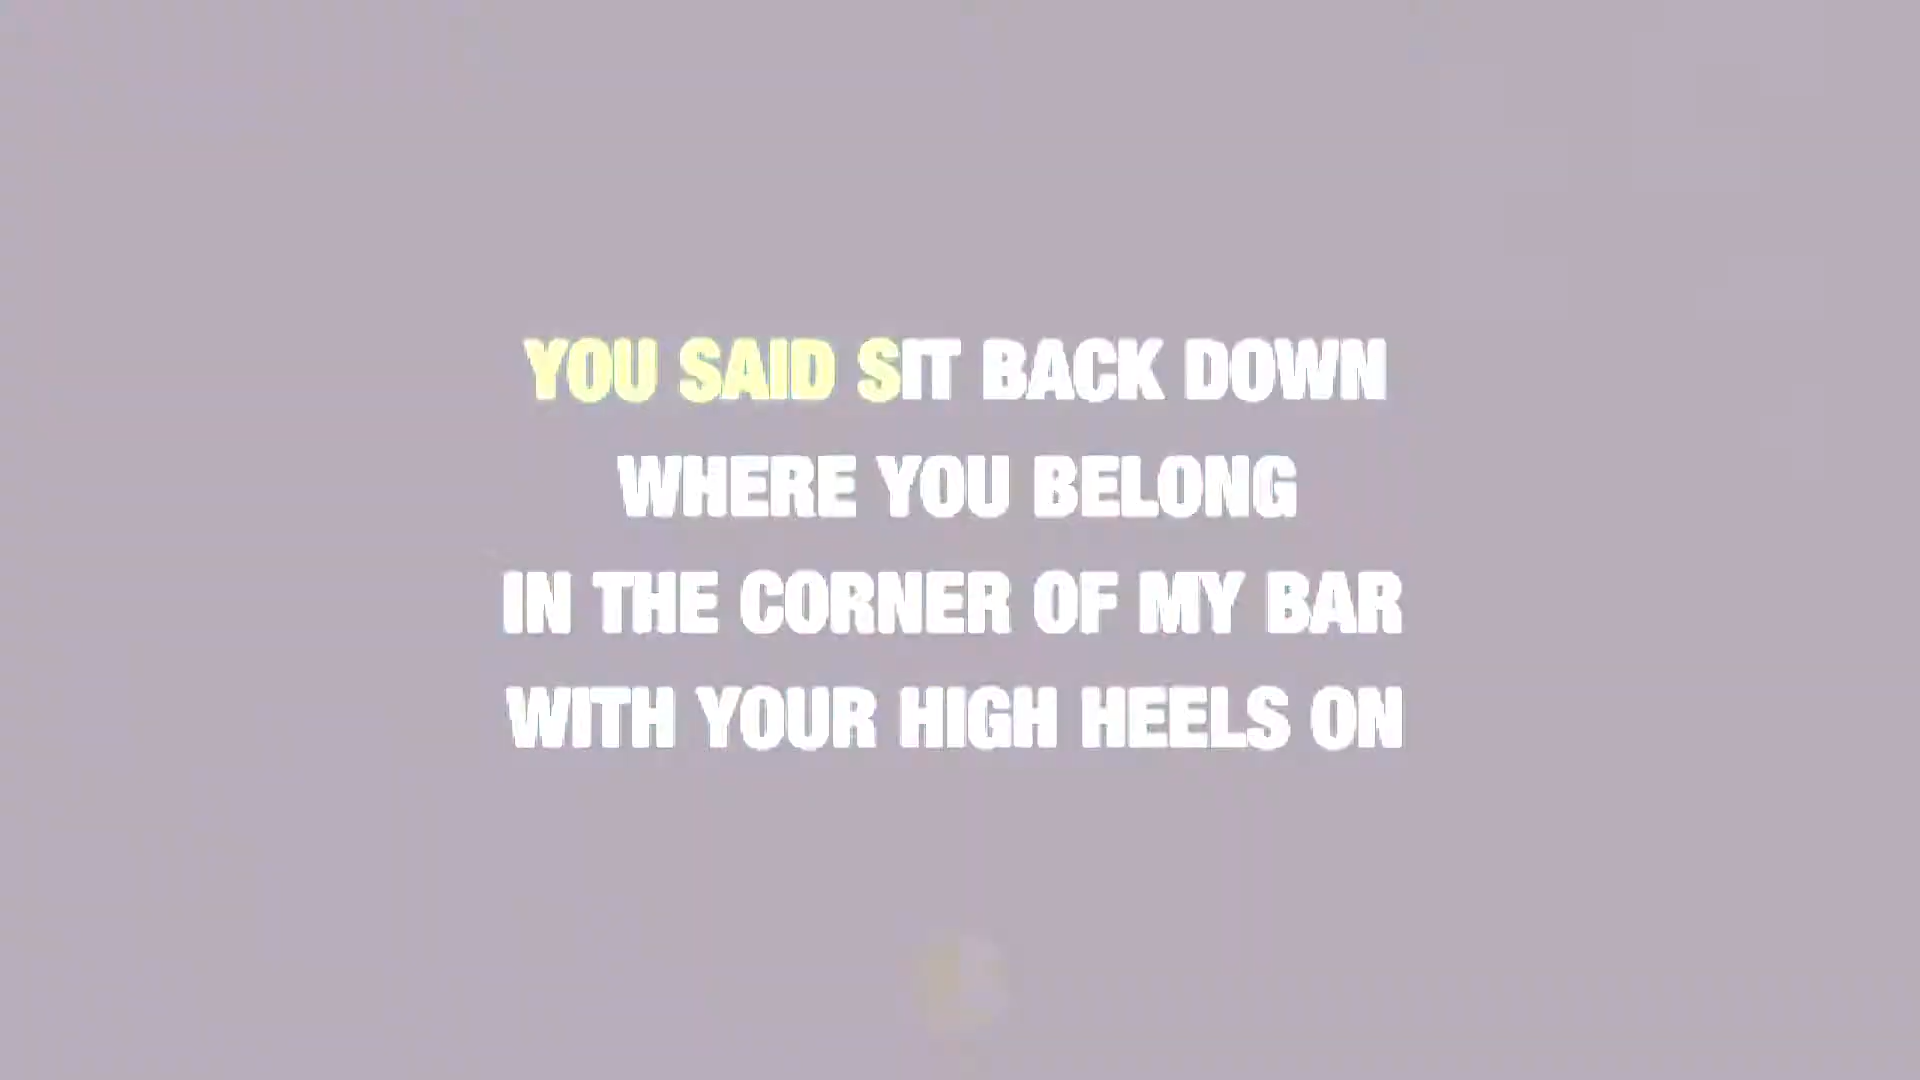 YOU SAID SIT BACK DOWN
WHERE YOU BELONG
IN THE CORNER OF MY BAR
WITH YOUR HIGH HEELS ON